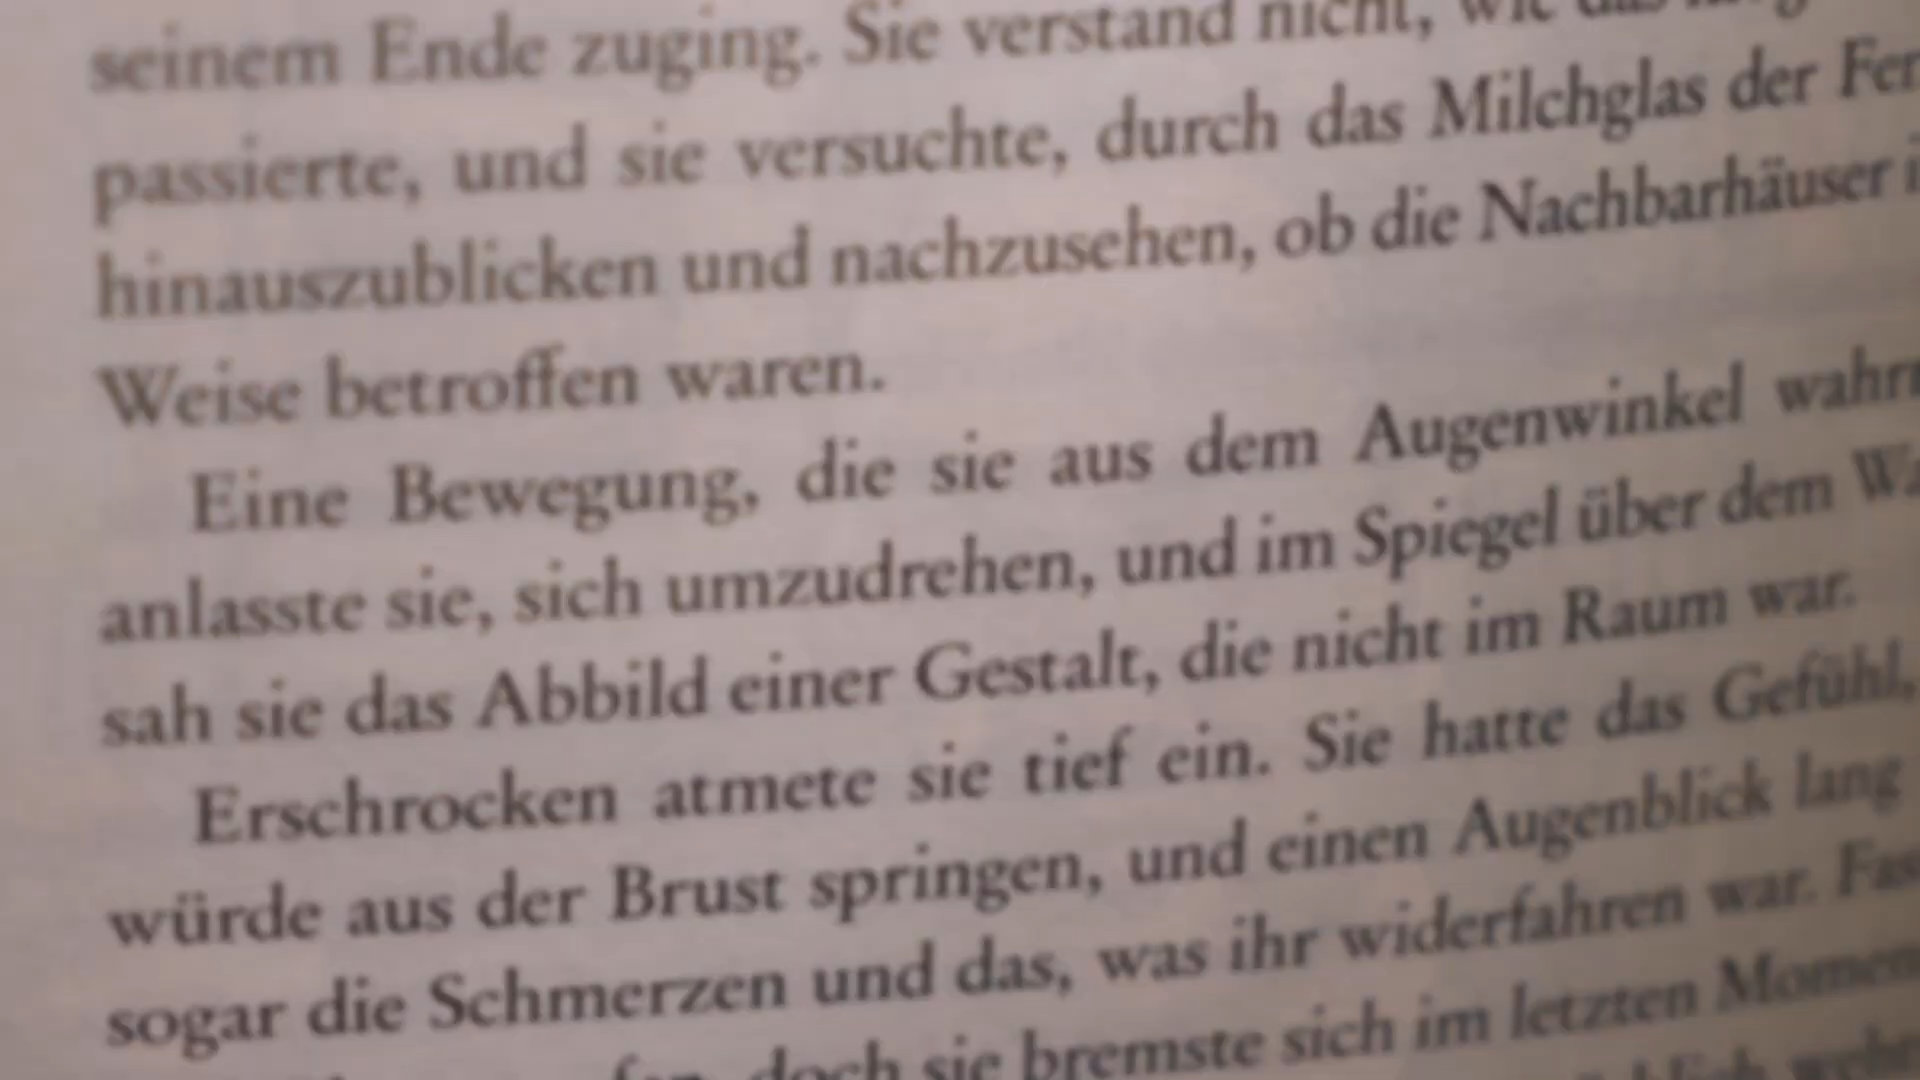 seinem Ende zuging. Sie verstand nicht, wie das
passierte, und sie versuchte, durch das Milchglas der
hinauszublicken und nachzusehen, ob die Nachbarhäuser
Weise betroffen waren.
Eine Bewegung, die sie aus dem Augenwinkel
anlasste sie, sich umzudrehen, und im Spiegel über dem
sah sie das Abbild einer Gestalt, die nicht im Raum war.
Erschrocken atmete sie tief ein. Sie hatte das Gefühl,
würde aus der Brust springen, und einen Augenblick lang
sogar die Schmerzen und das, was ihr widerfahren war.
doch sie bremste sich im letzten